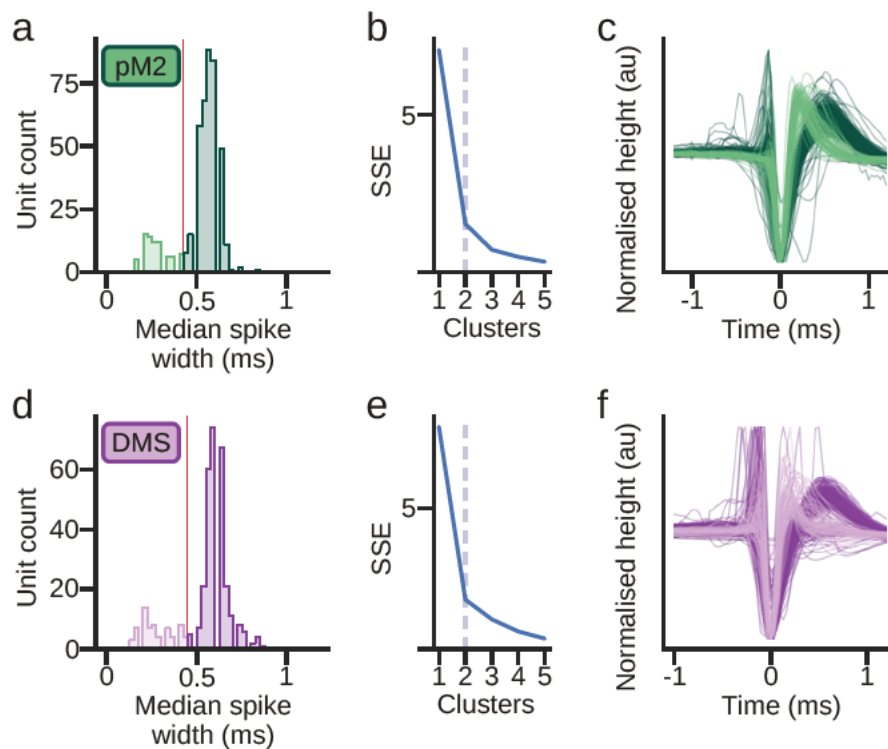 a
pM2
75
50
25
0
Unit count
0 0.5 1
Median spike
width (ms)
b
5
SSE
1 2 3 4 5
Clusters
c
Normalised height (au)
-1 0 1
Time (ms)
d
DMS
60
40
20
0
Unit count
0 0.5 1
Median spike
width (ms)
e
5
SSE
1 2 3 4 5
Clusters
f
Normalised height (au)
-1 0 1
Time (ms)